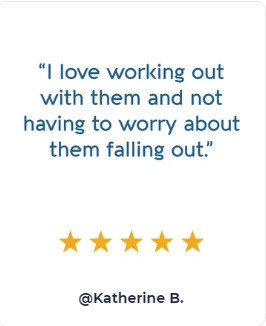 “I love working out
with them and not
having to worry about
them falling out.”
@Katherine B.